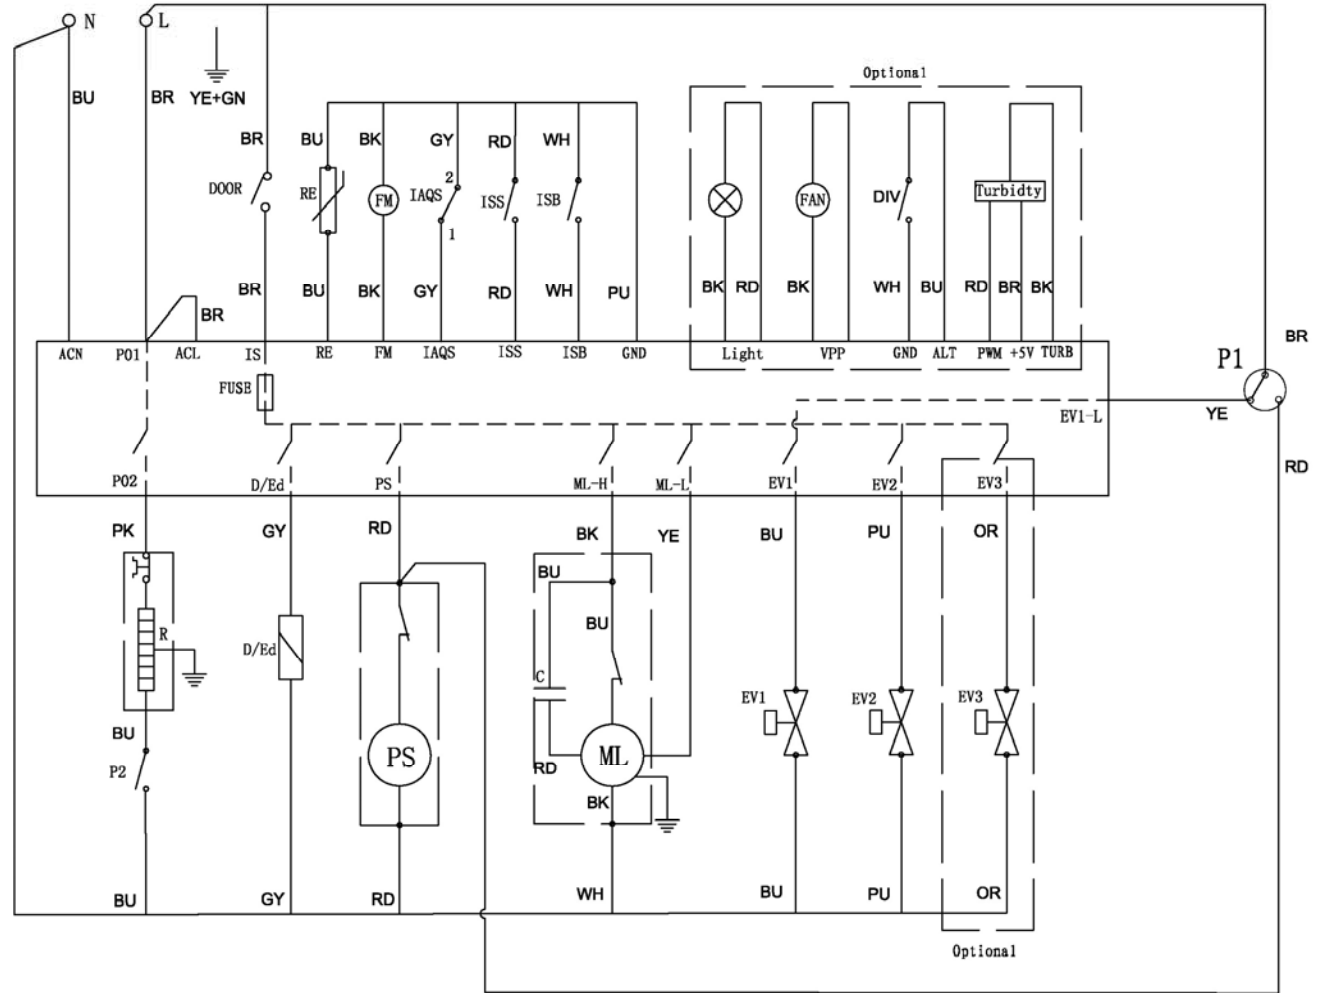 N L
Optional
BU BR YE+GN
BR BU BK GY RD WH
DOOR RE FM IAQS 2 ISS ISB FAN DIV Turbidty
1
BR BU BK GY RD WH PU BK RD BK WH BU RD BR BK
BR
ACN P01 ACL IS RE FM IAQS ISS ISB GND Light VPP GND ALT PWM +5V TURB
BR
P1
FUSE
EV1-L YE
RD
P02 D/Ed PS ML-H ML-L EV1 EV2 EV3
PK GY RD BK YE BU PU OR
BU
BU
R
D/Ed
C
EV1 EV2 EV3
BU
PS ML
P2 RD
BK
BU GY RD WH BU PU OR
Optional